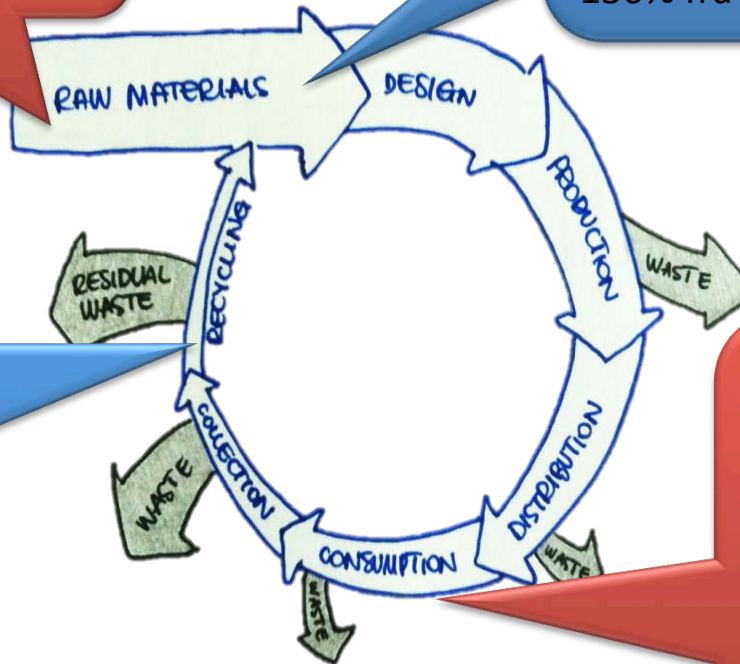 RAW MATERIALS
DESIGN
PRODUCTION
WASTE
DISTRIBUTION
WASTE
CONSUMPTION
WASTE
COLLECTION
WASTE
RECYCLING
RESIDUAL
WASTE